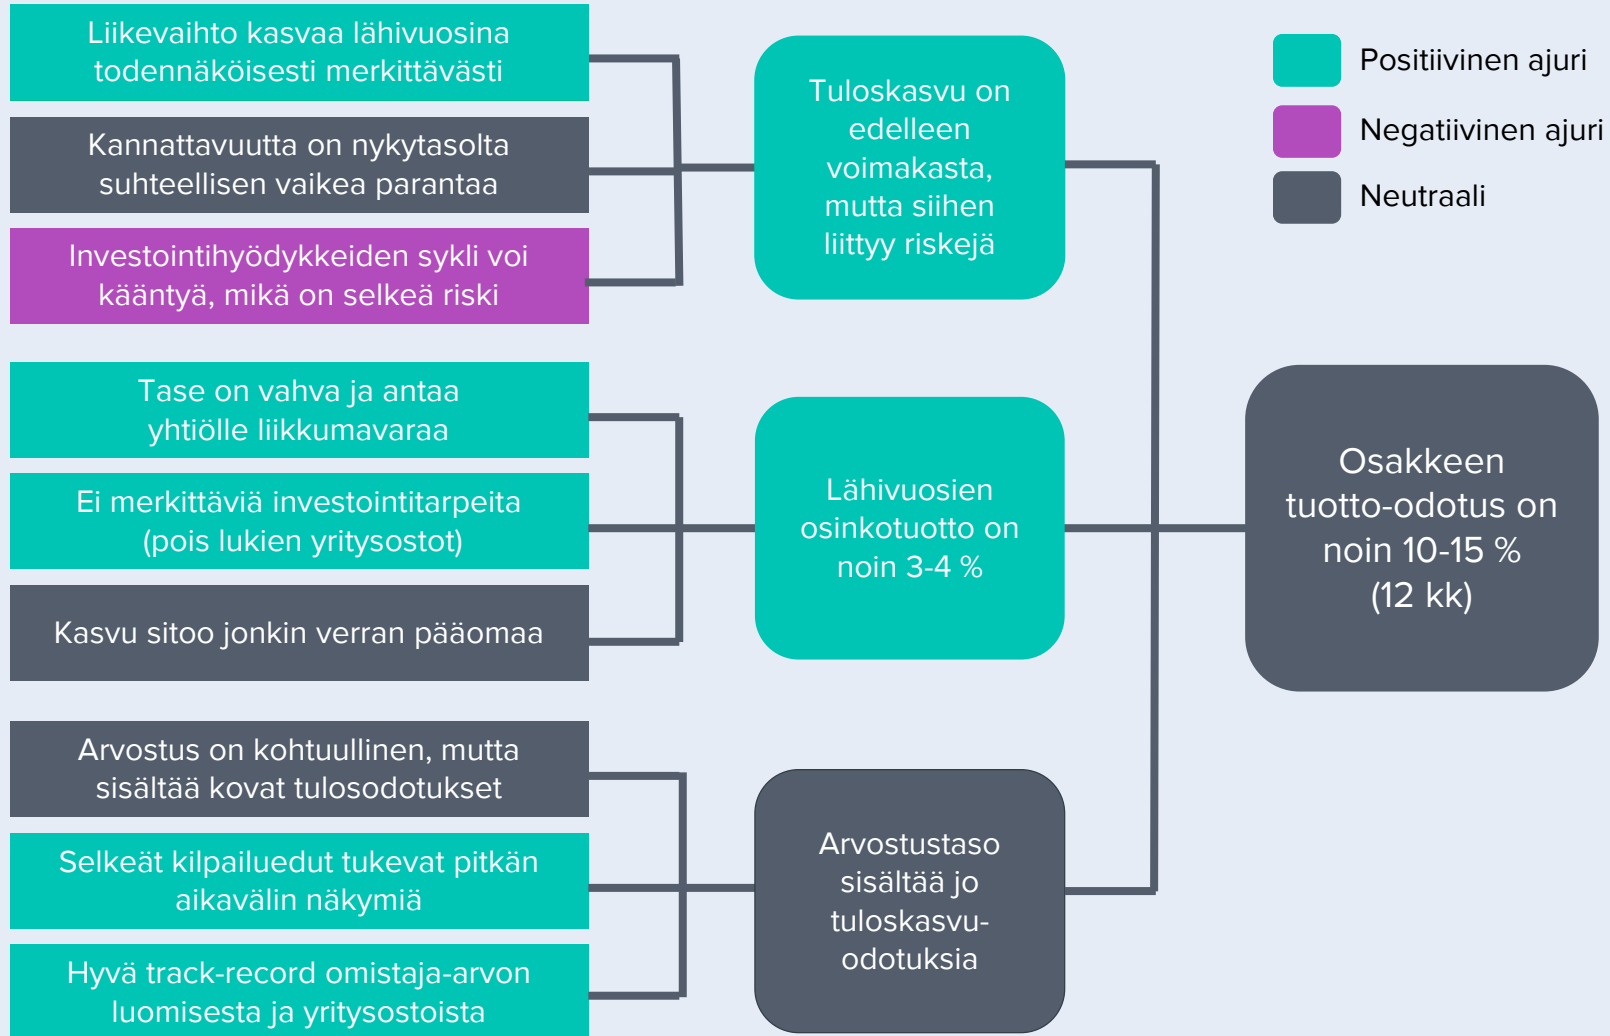 Liikevaihto kasvaa lähivuosina
todennäköisesti merkittävästi
Kannattavuutta on nykytasolta
suhteellisen vaikea parantaa
Investointihyödykkeiden sykli voi
kääntyä, mikä on selkeä riski
Tuloskasvu on
edelleen
voimakasta,
mutta siihen
liittyy riskejä
Positiivinen ajuri
Negatiivinen ajuri
Neutraali
Tase on vahva ja antaa
yhtiölle liikkumavaraa
Ei merkittäviä investointitarpeita
(pois lukien yritysostot)
Kasvu sitoo jonkin verran pääomaa
Lähivuosien
osinkotuotto on
noin 3-4 %
Osakkeen
tuotto-odotus on
noin 10-15 %
(12 kk)
Arvostus on kohtuullinen, mutta
sisältää kovat tulosodotukset
Selkeät kilpailuedut tukevat pitkän
aikavälin näkymiä
Hyvä track-record omistaja-arvon
luomisesta ja yritysostoista
Arvostustaso
sisältää jo
tuloskasvu-
odotuksia